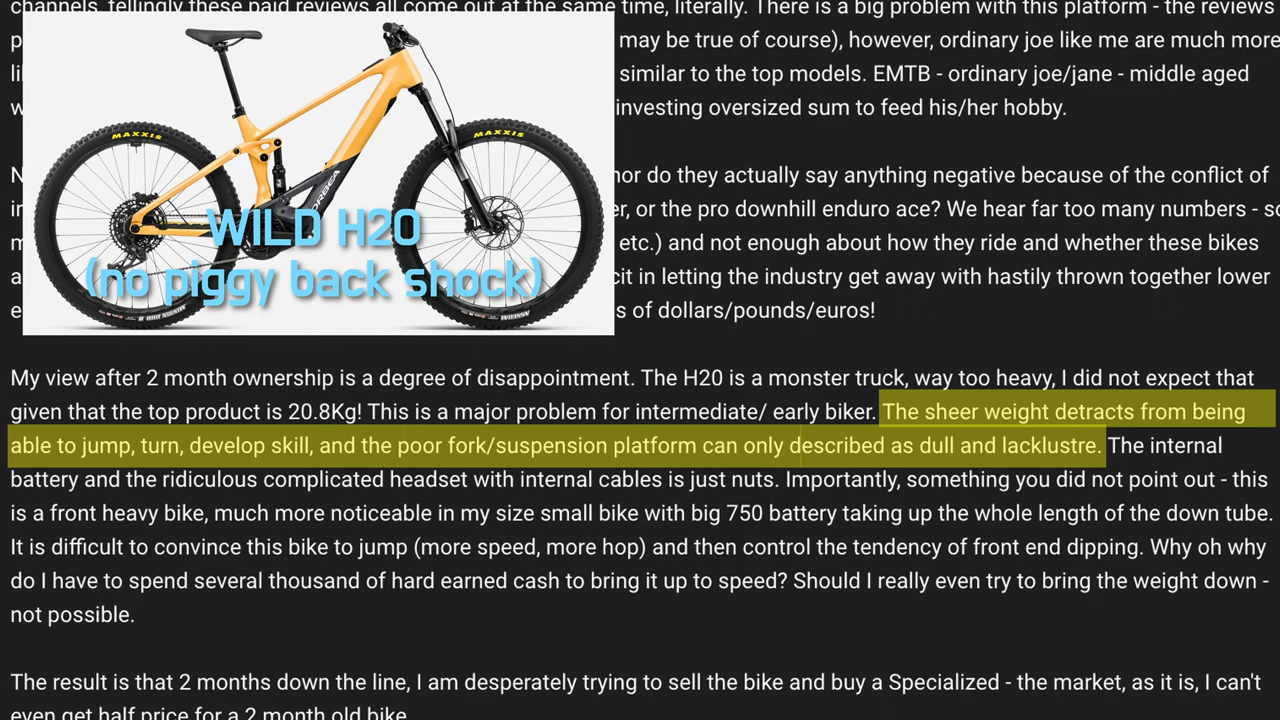 channels, tellingly these paid reviews all come out at the same time, literally. There is a big problem with this platform - the reviews
may be true of course), however, ordinary joe like me are much more
similar to the top models. EMTB - ordinary joe/jane - middle aged
investing oversized sum to feed his/her hobby.
nor do they actually say anything negative because of the conflict of
or the pro downhill enduro ace? We hear far too many numbers -
etc.) and not enough about how they ride and whether these bikes
in letting the industry get away with hastily thrown together lower
of dollars/pounds/euros!
MAXXIS
MAXXIS
ORBEA
WILD H20
(no piggy back shock)
My view after 2 month ownership is a degree of disappointment. The H20 is a monster truck, way too heavy, I did not expect that
given that the top product is 20.8Kg! This is a major problem for intermediate/ early biker. The sheer weight detracts from being
able to jump, turn, develop skill, and the poor fork/suspension platform can only described as dull and lacklustre. The internal
battery and the ridiculous complicated headset with internal cables is just nuts. Importantly, something you did not point out - this
is a front heavy bike, much more noticeable in my size small bike with big 750 battery taking up the whole length of the down tube.
It is difficult to convince this bike to jump (more speed, more hop) and then control the tendency of front end dipping. Why oh why
do I have to spend several thousand of hard earned cash to bring it up to speed? Should I really even try to bring the weight down -
not possible.
The result is that 2 months down the line, I am desperately trying to sell the bike and buy a Specialized - the market, as it is, I can't
even get half price for a 2 month old bike